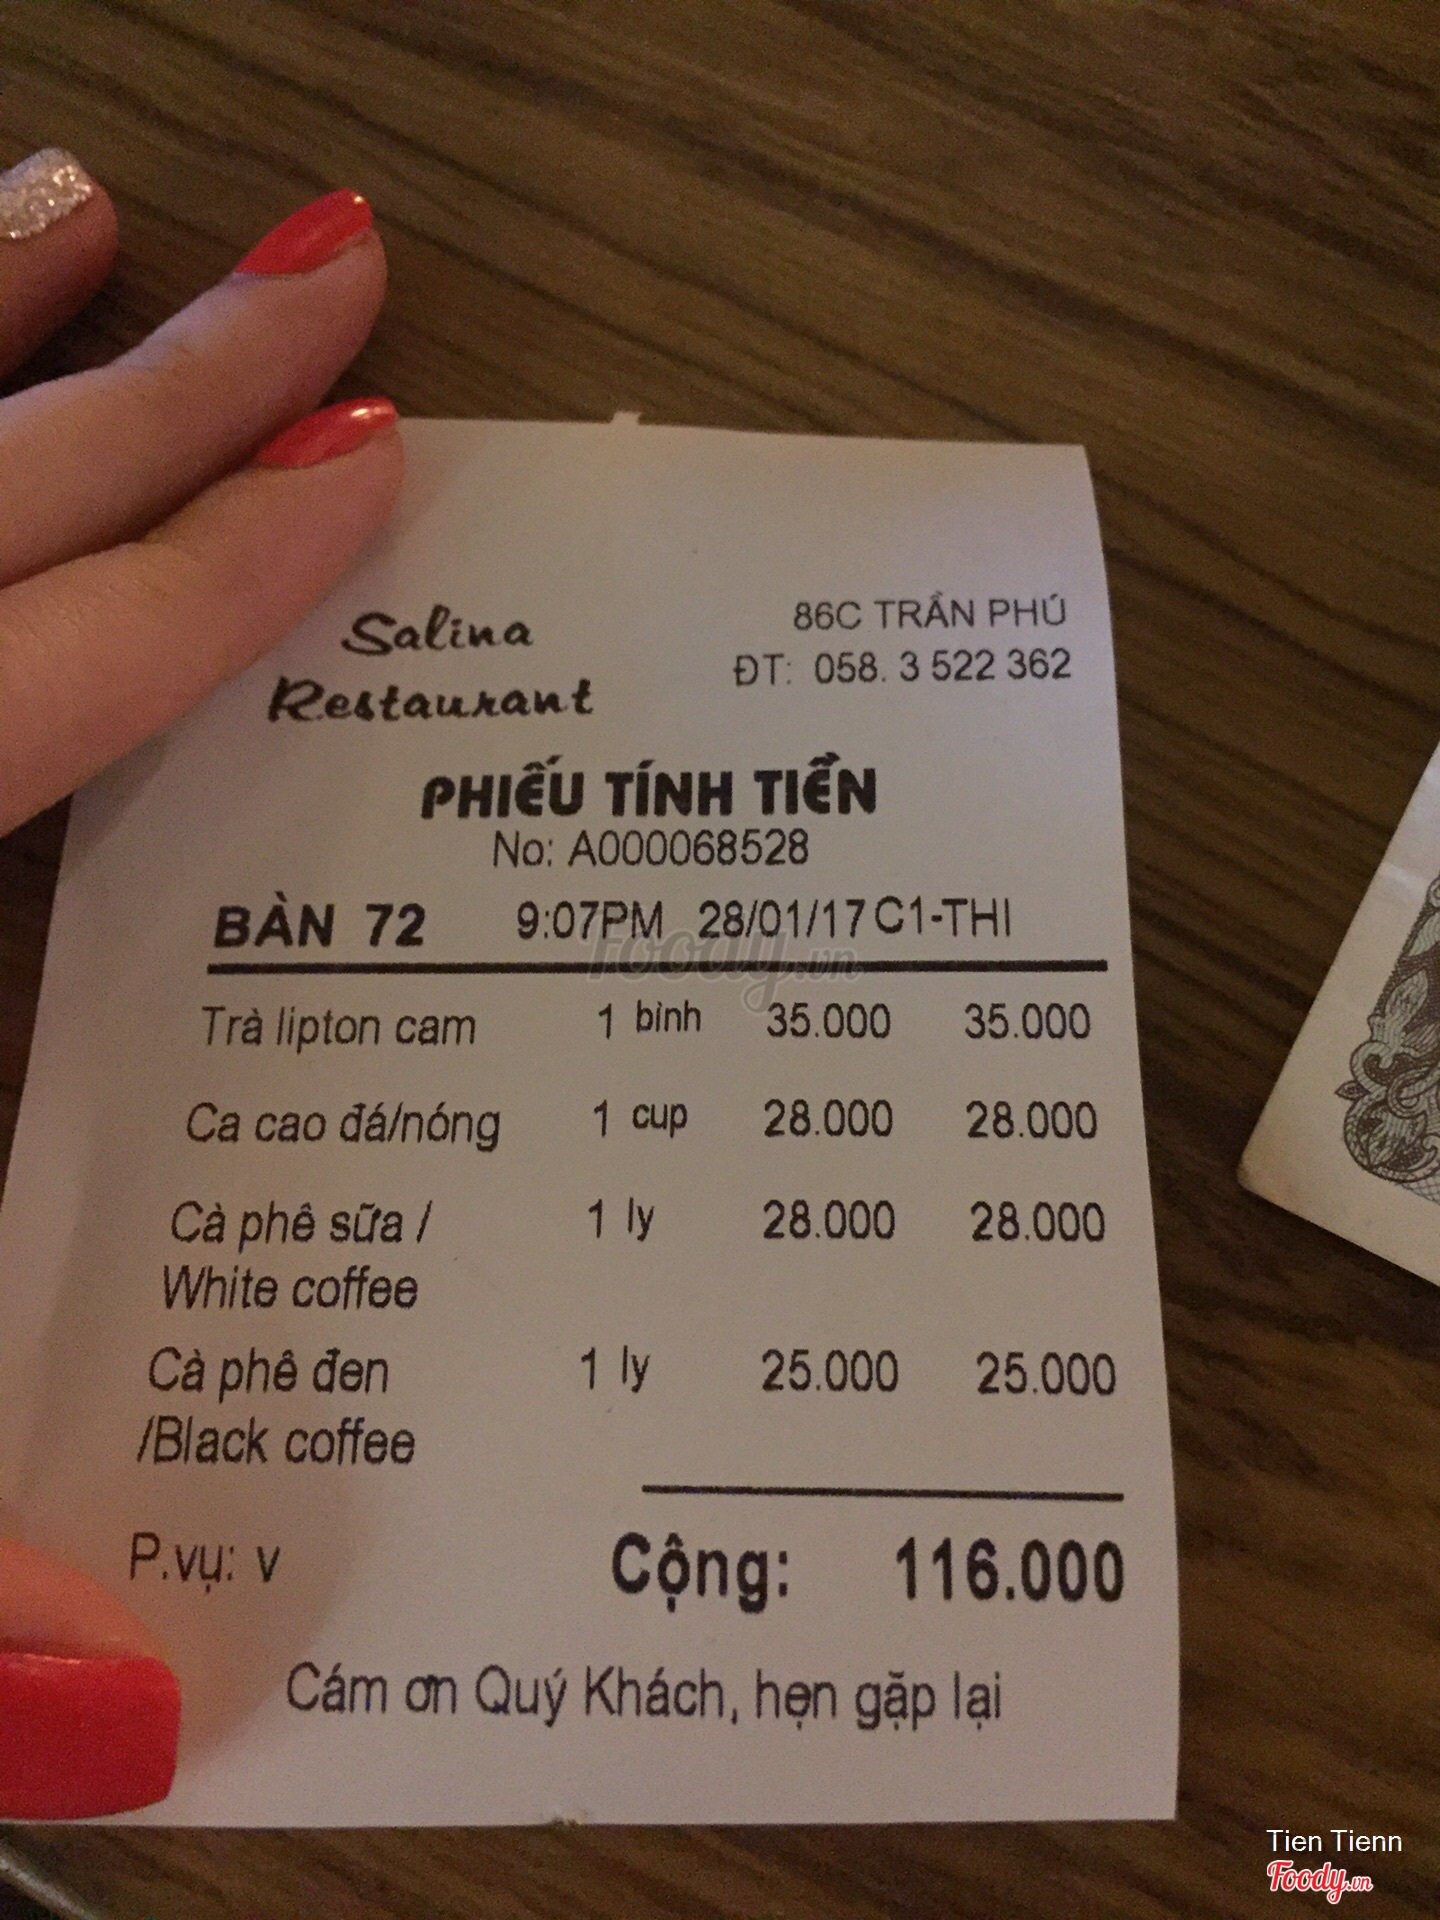 Salina
Restaurant
86C TRẦN PHÚ
ĐT: 058. 3 522 362
PHIẾU TÍNH TIỀN
No: A000068528
BÀN 72 9:07PM 28/01/17 C1-THI
Trà lipton cam 1 bình 35.000 35.000
Ca cao đá/nóng 1 cup 28.000 28.000
Cà phê sữa / 1 ly 28.000 28.000
White coffee
Cà phê đen 1 ly 25.000 25.000
/Black coffee
P.vụ: v Cộng: 116.000
Cám ơn Quý Khách, hẹn gặp lại
Foody.vn
Tien Tienn
Foody.vn